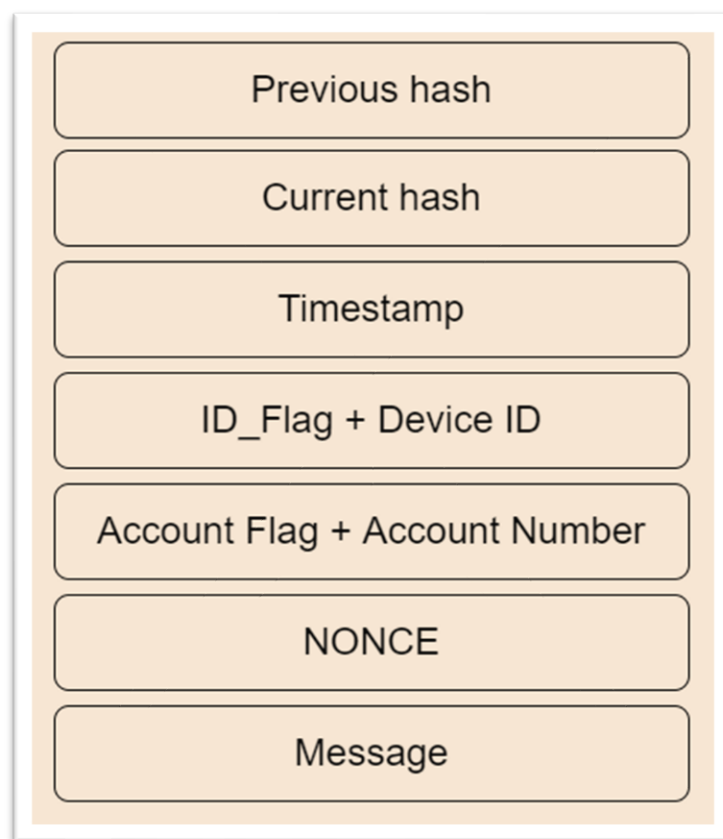 Previous hash
Current hash
Timestamp
ID_Flag + Device ID
Account Flag + Account Number
NONCE
Message